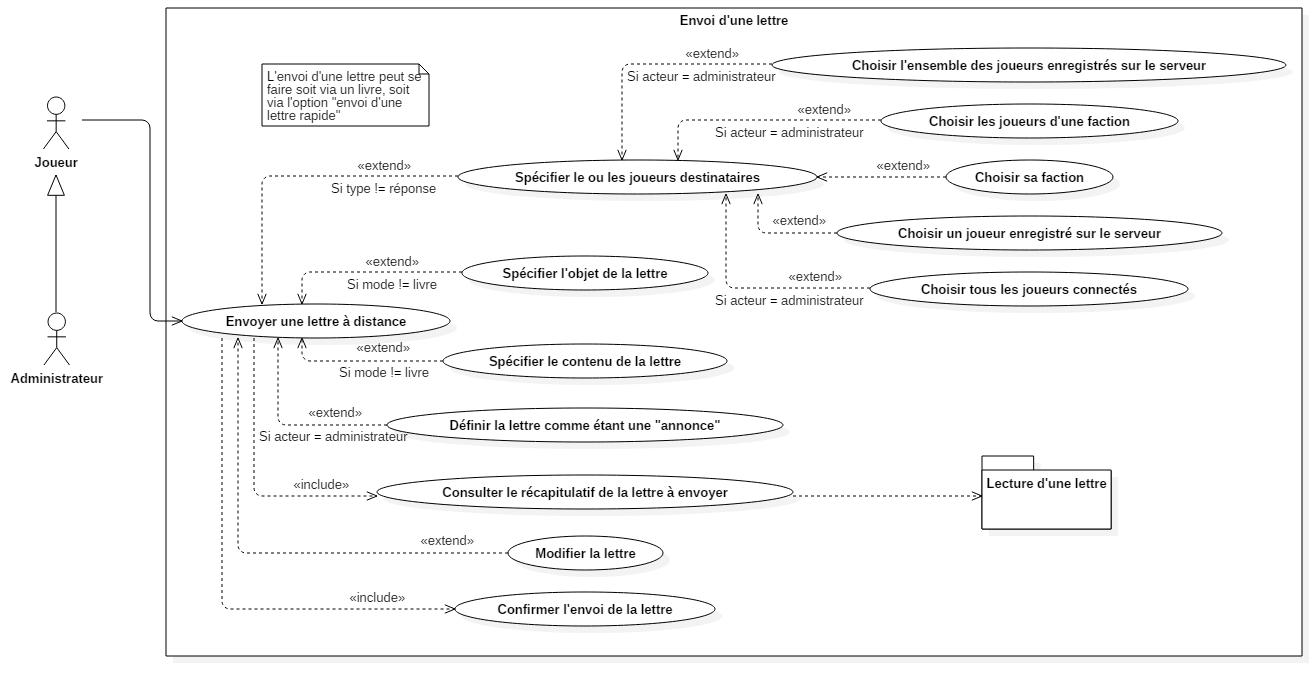 Envoi d'une lettre
L'envoi d'une lettre peut se
faire soit via un livre, soit
via l'option "envoi d'une
lettre rapide"
«extend»
Si acteur = administrateur
Choisir l'ensemble des joueurs enregistrés sur le serveur
«extend»
Si acteur = administrateur
Choisir les joueurs d'une faction
Joueur
«extend»
Si type != réponse
Spécifier le ou les joueurs destinataires
«extend»
Choisir sa faction
«extend»
Choisir un joueur enregistré sur le serveur
«extend»
Si mode != livre
Spécifier l'objet de la lettre
«extend»
Si acteur = administrateur
Choisir tous les joueurs connectés
Envoyer une lettre à distance
«extend»
Si mode != livre
Spécifier le contenu de la lettre
Administrateur
«extend»
Si acteur = administrateur
Définir la lettre comme étant une "annonce"
«include»
Consulter le récapitulatif de la lettre à envoyer
Lecture d'une lettre
«extend»
Modifier la lettre
«include»
Confirmer l'envoi de la lettre